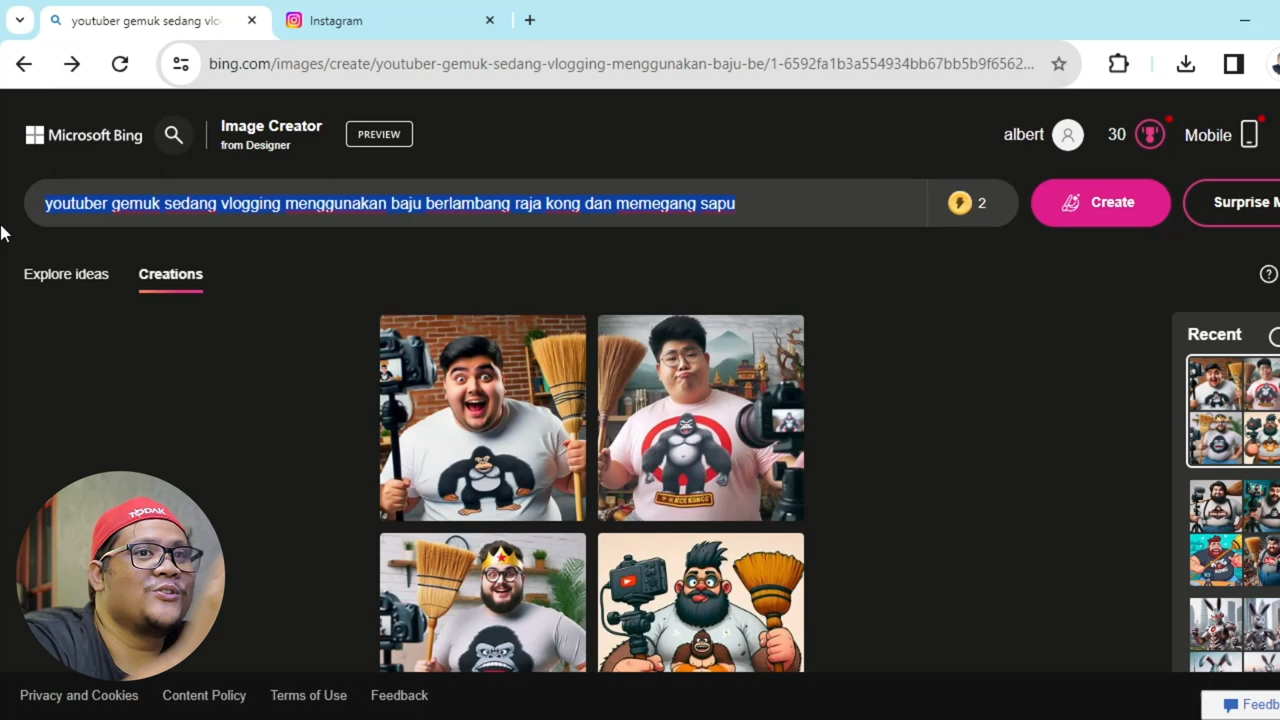 youtuber gemuk sedang vlo
Instagram
bing.com/images/create/youtuber-gemuk-sedang-vlogging-menggunakan-baju-be/1-6592fa1b3a554934bb67bb5b9f6562...
Microsoft Bing
Image Creator
from Designer
PREVIEW
albert
30
Mobile
youtuber gemuk sedang vlogging menggunakan baju berlambang raja kong dan memegang sapu
2
Create
Surprise M
Explore ideas
Creations
Recent
TODAK
Privacy and Cookies
Content Policy
Terms of Use
Feedback
Feedb